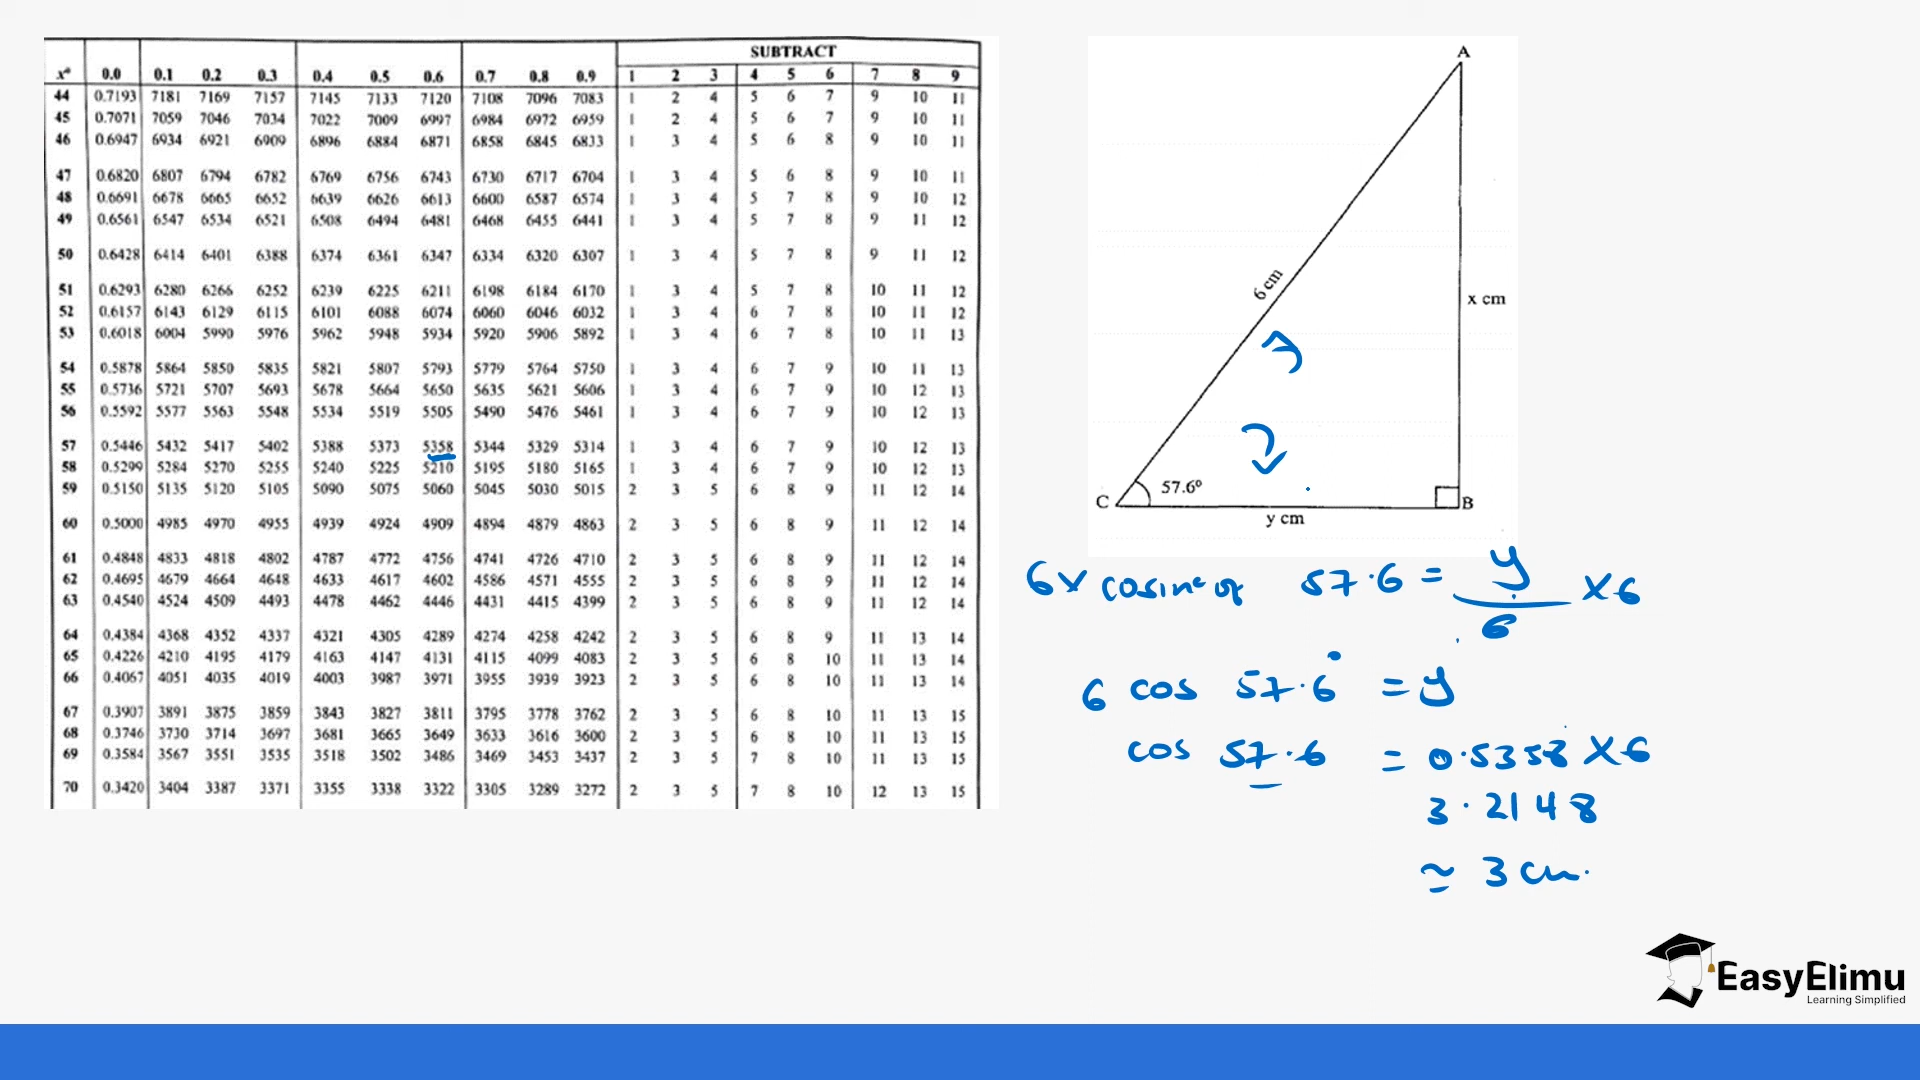 SUBTRACT
x° 0.0 0.1 0.2 0.3 0.4 0.5 0.6 0.7 0.8 0.9 1 2 3 4 5 6 7 8 9
44 0.7193 7181 7169 7157 7145 7133 7120 7108 7096 7083 1 2 4 5 6 7 9 10 11
45 0.7071 7059 7046 7034 7022 7009 6997 6984 6972 6959 1 2 4 5 6 7 9 10 11
46 0.6947 6934 6921 6909 6896 6884 6871 6858 6845 6833 1 3 4 5 6 8 9 10 11
47 0.6820 6807 6794 6782 6769 6756 6743 6730 6717 6704 1 3 4 5 6 8 9 10 11
48 0.6691 6678 6665 6652 6639 6626 6613 6600 6587 6574 1 3 4 5 7 8 9 10 12
49 0.6561 6547 6534 6521 6508 6494 6481 6468 6455 6441 1 3 4 5 7 8 9 11 12
50 0.6428 6414 6401 6388 6374 6361 6347 6334 6320 6307 1 3 4 5 7 8 9 11 12
51 0.6293 6280 6266 6252 6239 6225 6211 6198 6184 6170 1 3 4 5 7 8 10 11 12
52 0.6157 6143 6129 6115 6101 6088 6074 6060 6046 6032 1 3 4 6 7 8 10 11 12
53 0.6018 6004 5990 5976 5962 5948 5934 5920 5906 5892 1 3 4 6 7 8 10 11 13
54 0.5878 5864 5850 5835 5821 5807 5793 5779 5764 5750 1 3 4 6 7 9 10 11 13
55 0.5736 5721 5707 5693 5678 5664 5650 5635 5621 5606 1 3 4 6 7 9 10 12 13
56 0.5592 5577 5563 5548 5534 5519 5505 5490 5476 5461 1 3 4 6 7 9 10 12 13
57 0.5446 5432 5417 5402 5388 5373 5358 5344 5329 5314 1 3 4 6 7 9 10 12 13
58 0.5299 5284 5270 5255 5240 5225 5210 5195 5180 5165 1 3 4 6 7 9 10 12 13
59 0.5150 5135 5120 5105 5090 5075 5060 5045 5030 5015 2 3 5 6 8 9 11 12 14
60 0.5000 4985 4970 4955 4939 4924 4909 4894 4879 4863 2 3 5 6 8 9 11 12 14
61 0.4848 4833 4818 4802 4787 4772 4756 4741 4726 4710 2 3 5 6 8 9 11 12 14
62 0.4695 4679 4664 4648 4633 4617 4602 4586 4571 4555 2 3 5 6 8 9 11 12 14
63 0.4540 4524 4509 4493 4478 4462 4446 4431 4415 4399 2 3 5 6 8 9 11 12 14
64 0.4384 4368 4352 4337 4321 4305 4289 4274 4258 4242 2 3 5 6 8 9 11 13 14
65 0.4226 4210 4195 4179 4163 4147 4131 4115 4099 4083 2 3 5 6 8 10 11 13 14
66 0.4067 4051 4035 4019 4003 3987 3971 3955 3939 3923 2 3 5 6 8 10 11 13 14
67 0.3907 3891 3875 3859 3843 3827 3811 3795 3778 3762 2 3 5 6 8 10 11 13 15
68 0.3746 3730 3714 3697 3681 3665 3649 3633 3616 3600 2 3 5 6 8 10 11 13 15
69 0.3584 3567 3551 3535 3518 3502 3486 3469 3453 3437 2 3 5 7 8 10 11 13 15
70 0.3420 3404 3387 3371 3355 3338 3322 3305 3289 3272 2 3 5 7 8 10 12 13 15
A
6 cm
x cm
57.6°
C
B
y cm
6 x cosine of 57.6 = y/6 x 6
6 cos 57.6° = y
cos 57.6 = 0.5358 x 6
3.2148
≃ 3 cm.
EasyElimu
Learning Simplified